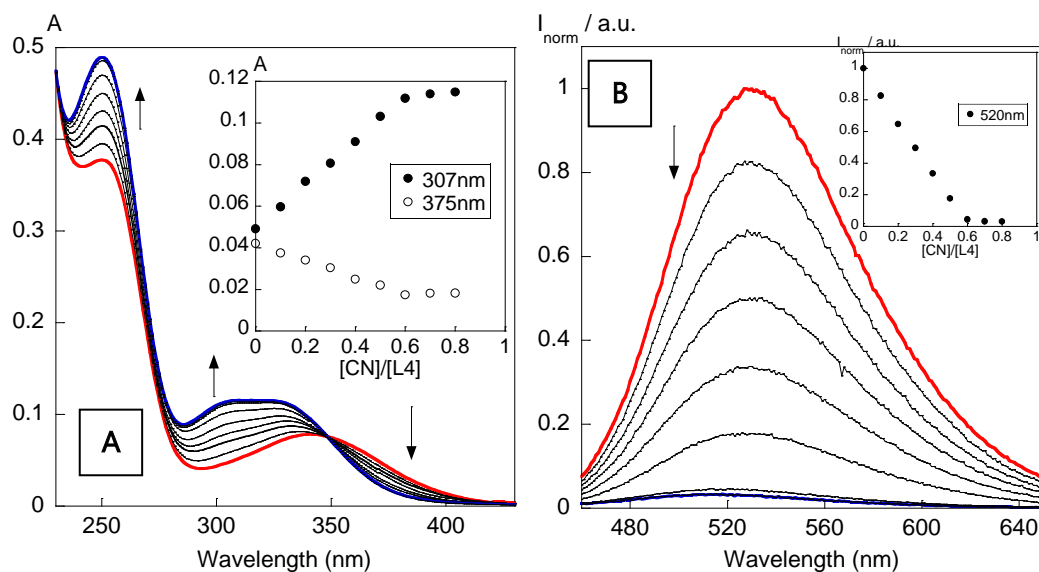 A
0.5
0.4
0.3
0.2
0.1
0
250 300 350 400
Wavelength (nm)
A
A
0.12
0.08
0.06
0.04
0.02
0
0 0.2 0.4 0.6 0.8 1
[CN]/[L4]
307nm
375nm
I norm / a.u.
1
0.8
0.6
0.4
0.2
0
480 520 560 600 640
Wavelength (nm)
B
I norm / a.u.
1
0.8
0.6
0.4
0.2
0
0 0.2 0.4 0.6 0.8 1
[CN]/[L4]
520nm